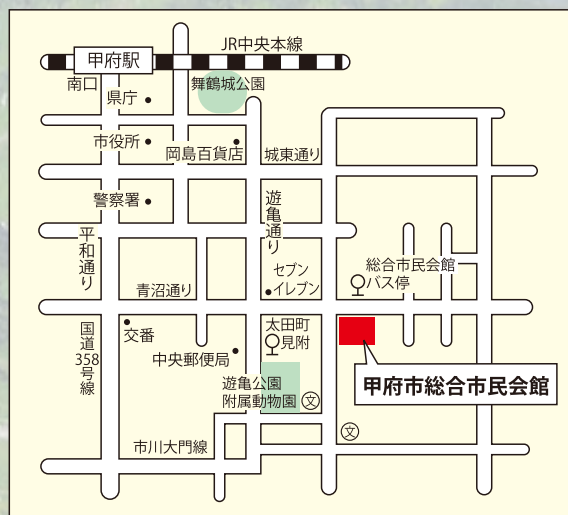 JR中央本線
甲府駅
南口
舞鶴城公園
県庁
市役所
岡島百貨店
城東通り
警察署
遊亀通り
平和通り
総合市民会館
バス停
セブン
イレブン
青沼通り
太田町
見附
交番
国道
358
号線
中央郵便局
甲府市総合市民会館
遊亀公園
附属動物園
文
文
市川大門線